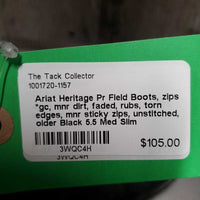 The Tack Collector
1001720-1157
Ariat Heritage Pr Field Boots, zips
*gc, mnr dirt, faded, rubs, torn
edges, mnr sticky zips, unstitched,
older Black 5.5 Med Slim
3WQC4H
3WQC4H
$105.00